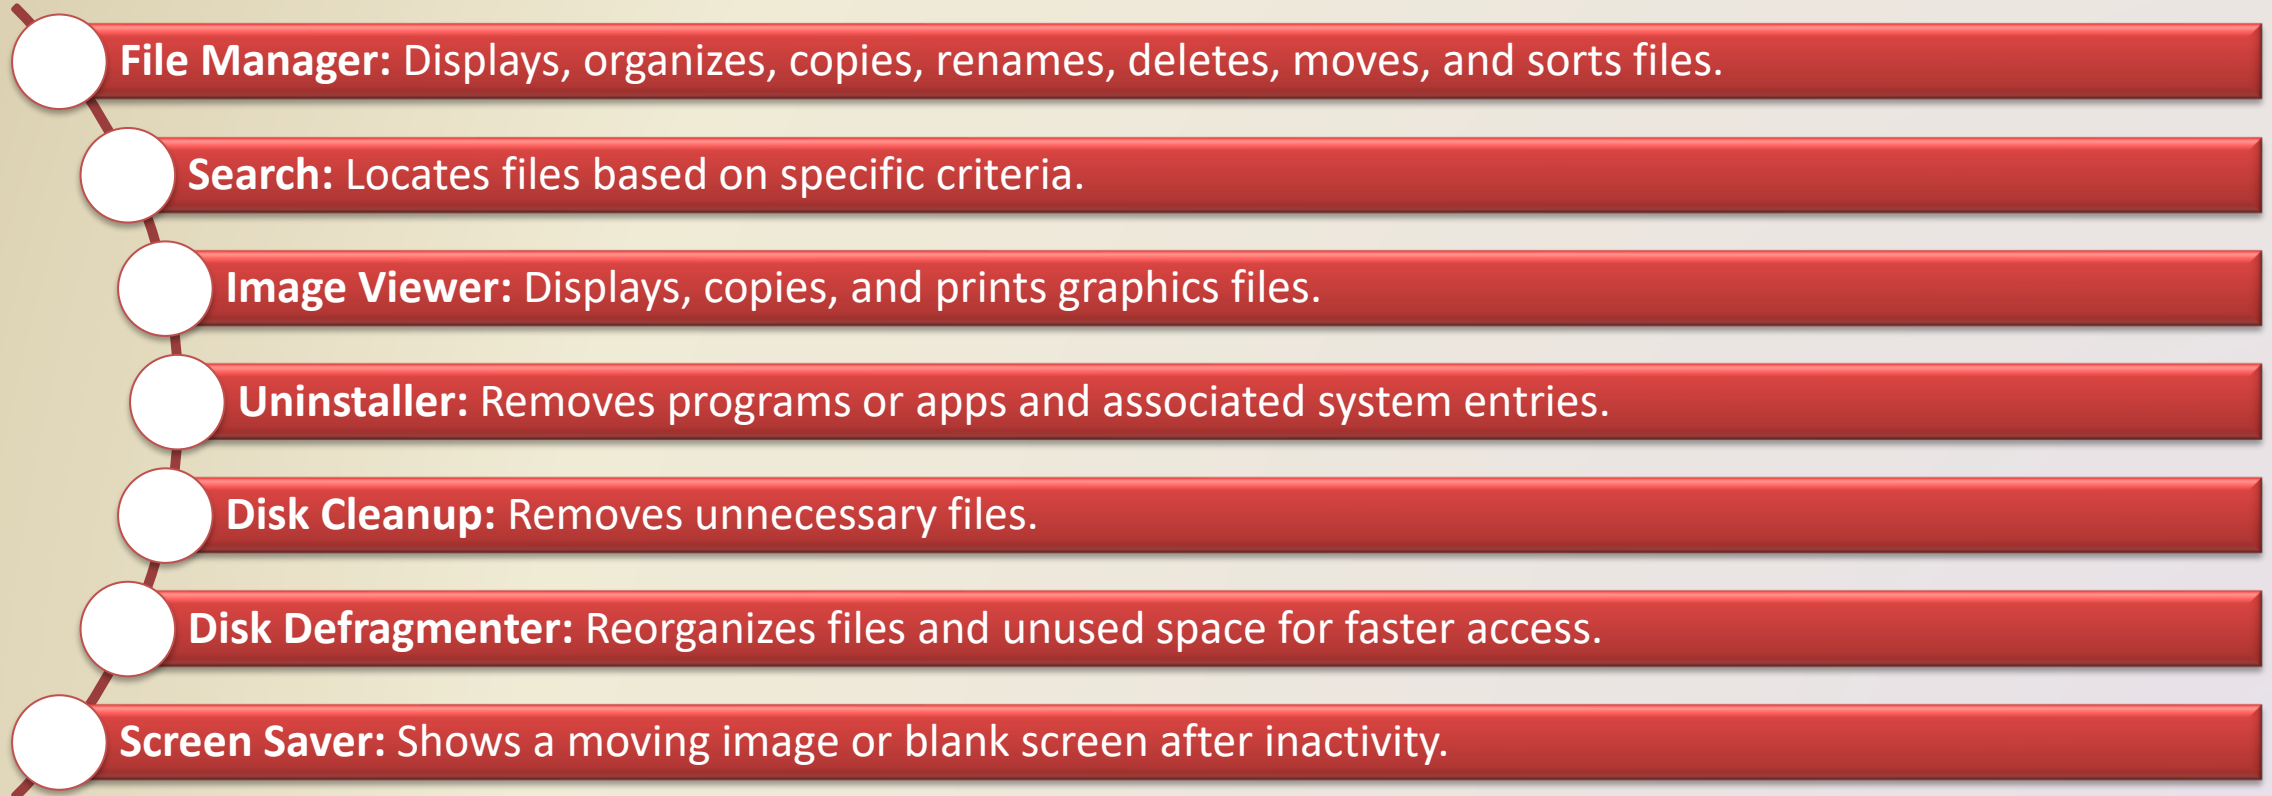 File Manager: Displays, organizes, copies, renames, deletes, moves, and sorts files.
Search: Locates files based on specific criteria.
Image Viewer: Displays, copies, and prints graphics files.
Uninstaller: Removes programs or apps and associated system entries.
Disk Cleanup: Removes unnecessary files.
Disk Defragmenter: Reorganizes files and unused space for faster access.
Screen Saver: Shows a moving image or blank screen after inactivity.